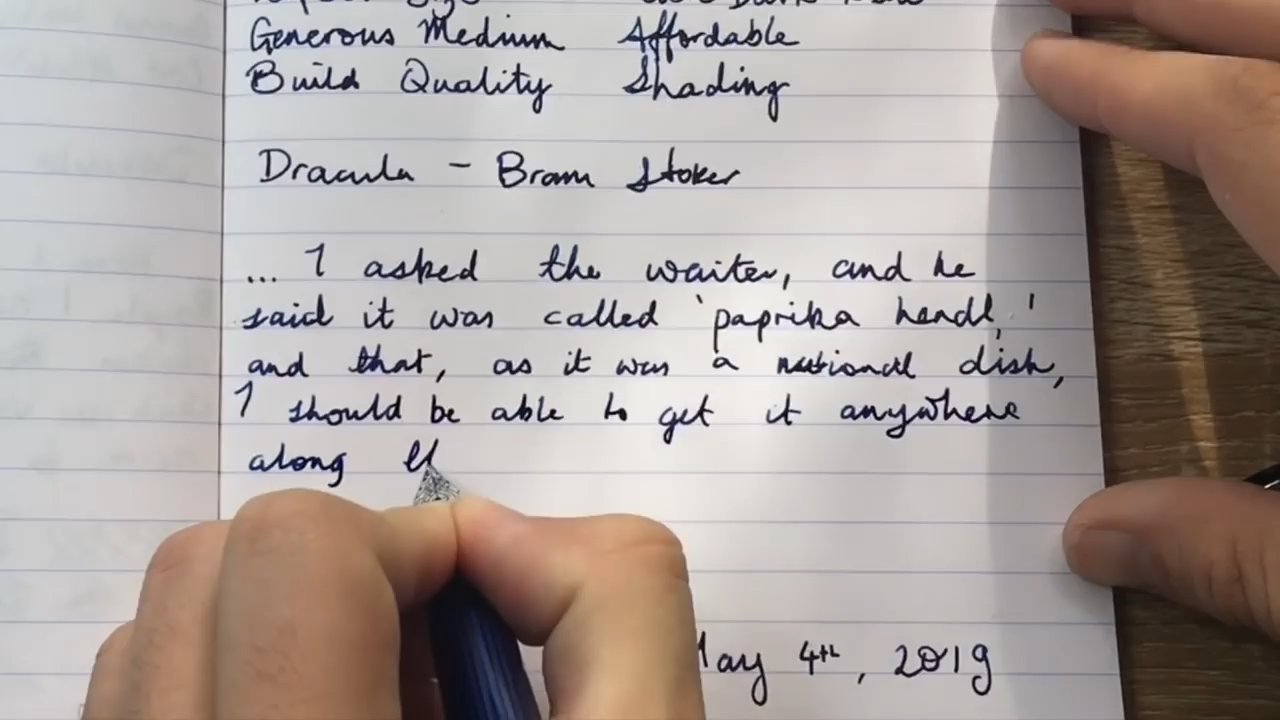 Generous Medium Affordable
Build Quality Shading
Dracula - Bram Stoker
... I asked the waiter, and he
said it was called 'paprika hendl,'
and that, as it was a national dish,
I should be able to get it anywhere
along
May 4th, 2019